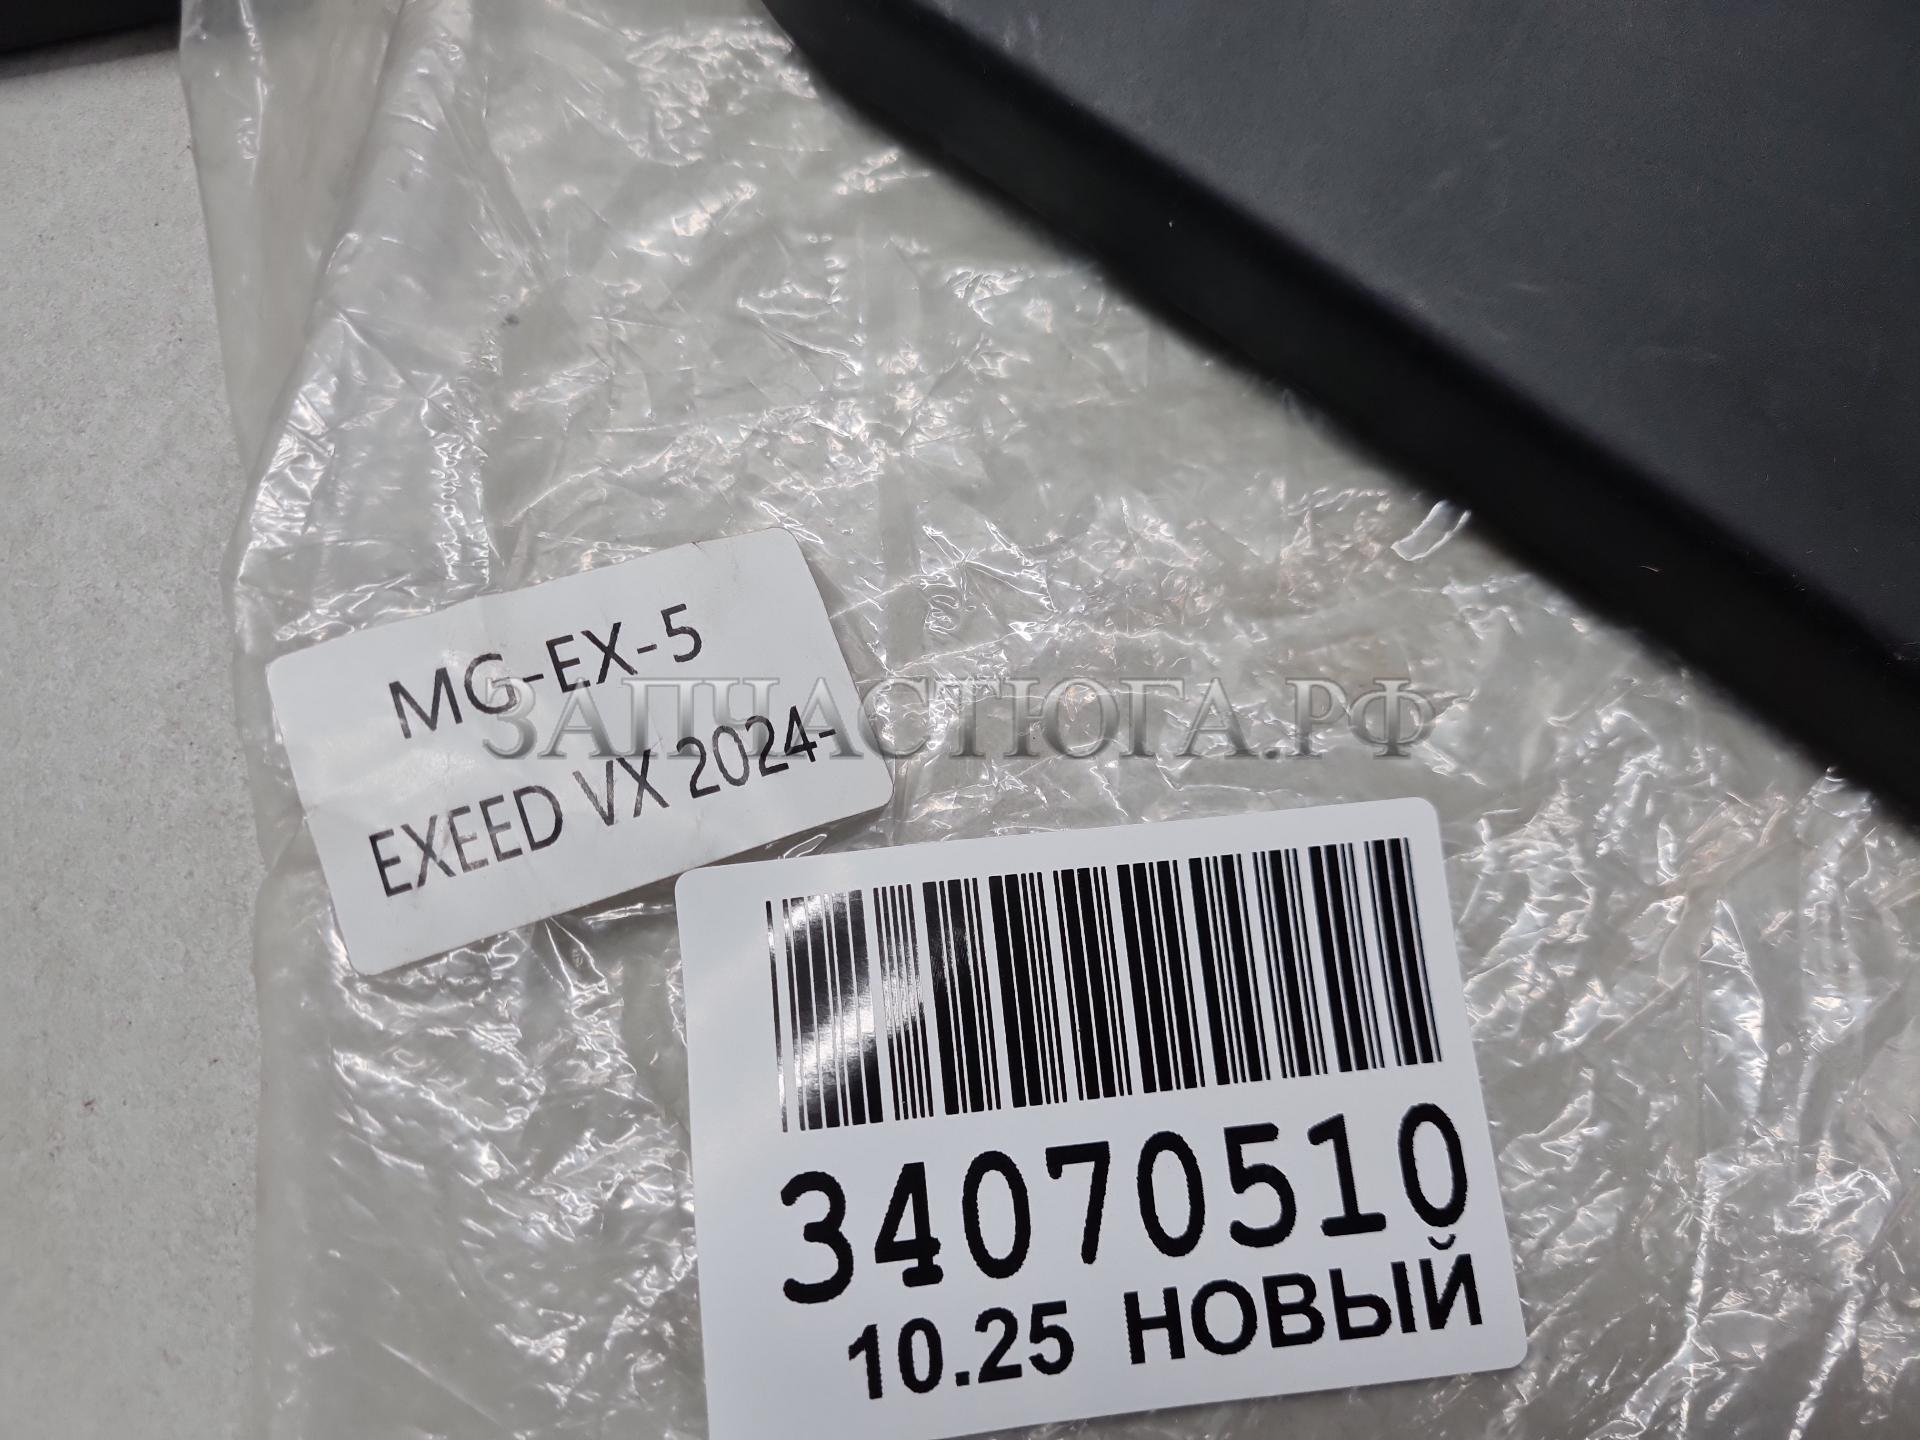 MG-EX-5
EXEED VX 2024-
ЗАПЧАСТЮГА.РФ
34070510
10.25 НОВЫЙ